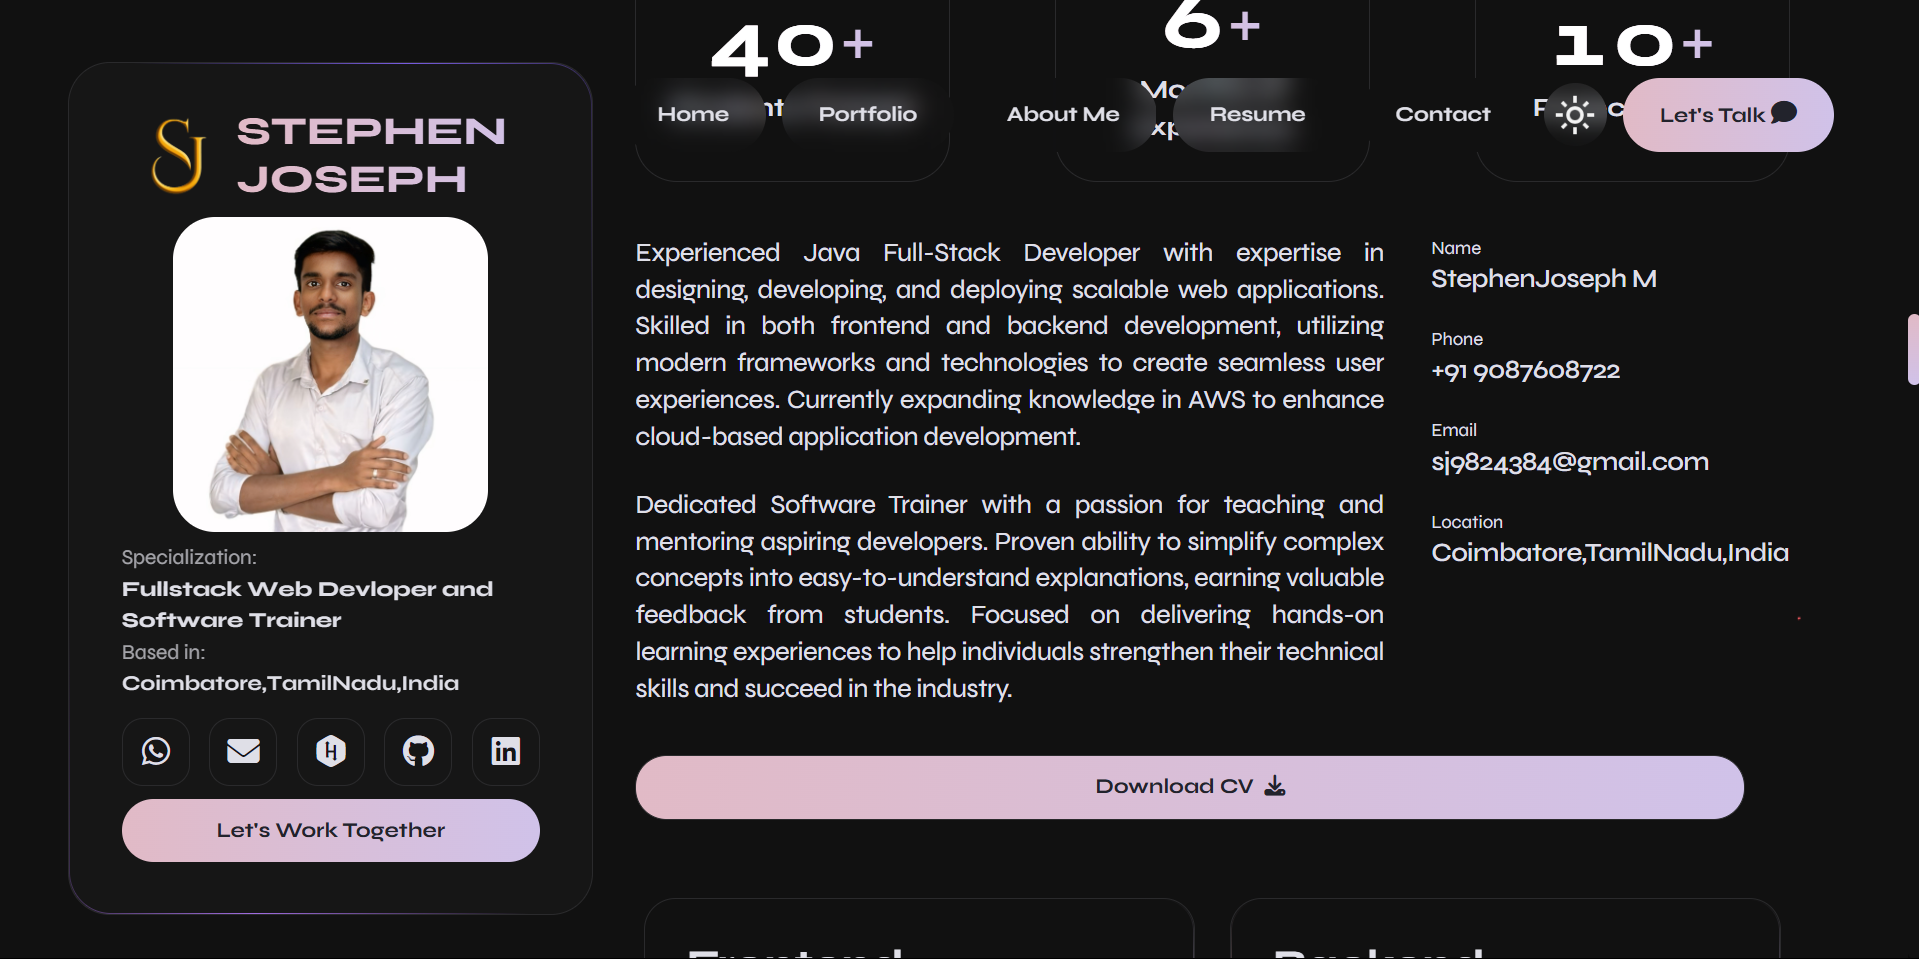 40+
6+
10+
Home
Portfolio
About Me
Resume
Contact
Let's Talk
SJ
STEPHEN
JOSEPH
Specialization:
Fullstack Web Devloper and
Software Trainer
Based in:
Coimbatore,TamilNadu,India
Let's Work Together
Experienced Java Full-Stack Developer with expertise in
designing, developing, and deploying scalable web applications.
Skilled in both frontend and backend development, utilizing
modern frameworks and technologies to create seamless user
experiences. Currently expanding knowledge in AWS to enhance
cloud-based application development.
Dedicated Software Trainer with a passion for teaching and
mentoring aspiring developers. Proven ability to simplify complex
concepts into easy-to-understand explanations, earning valuable
feedback from students. Focused on delivering hands-on
learning experiences to help individuals strengthen their technical
skills and succeed in the industry.
Name
StephenJoseph M
Phone
+91 9087608722
Email
sj9824384@gmail.com
Location
Coimbatore,TamilNadu,India
Download CV
Frontend
Backend